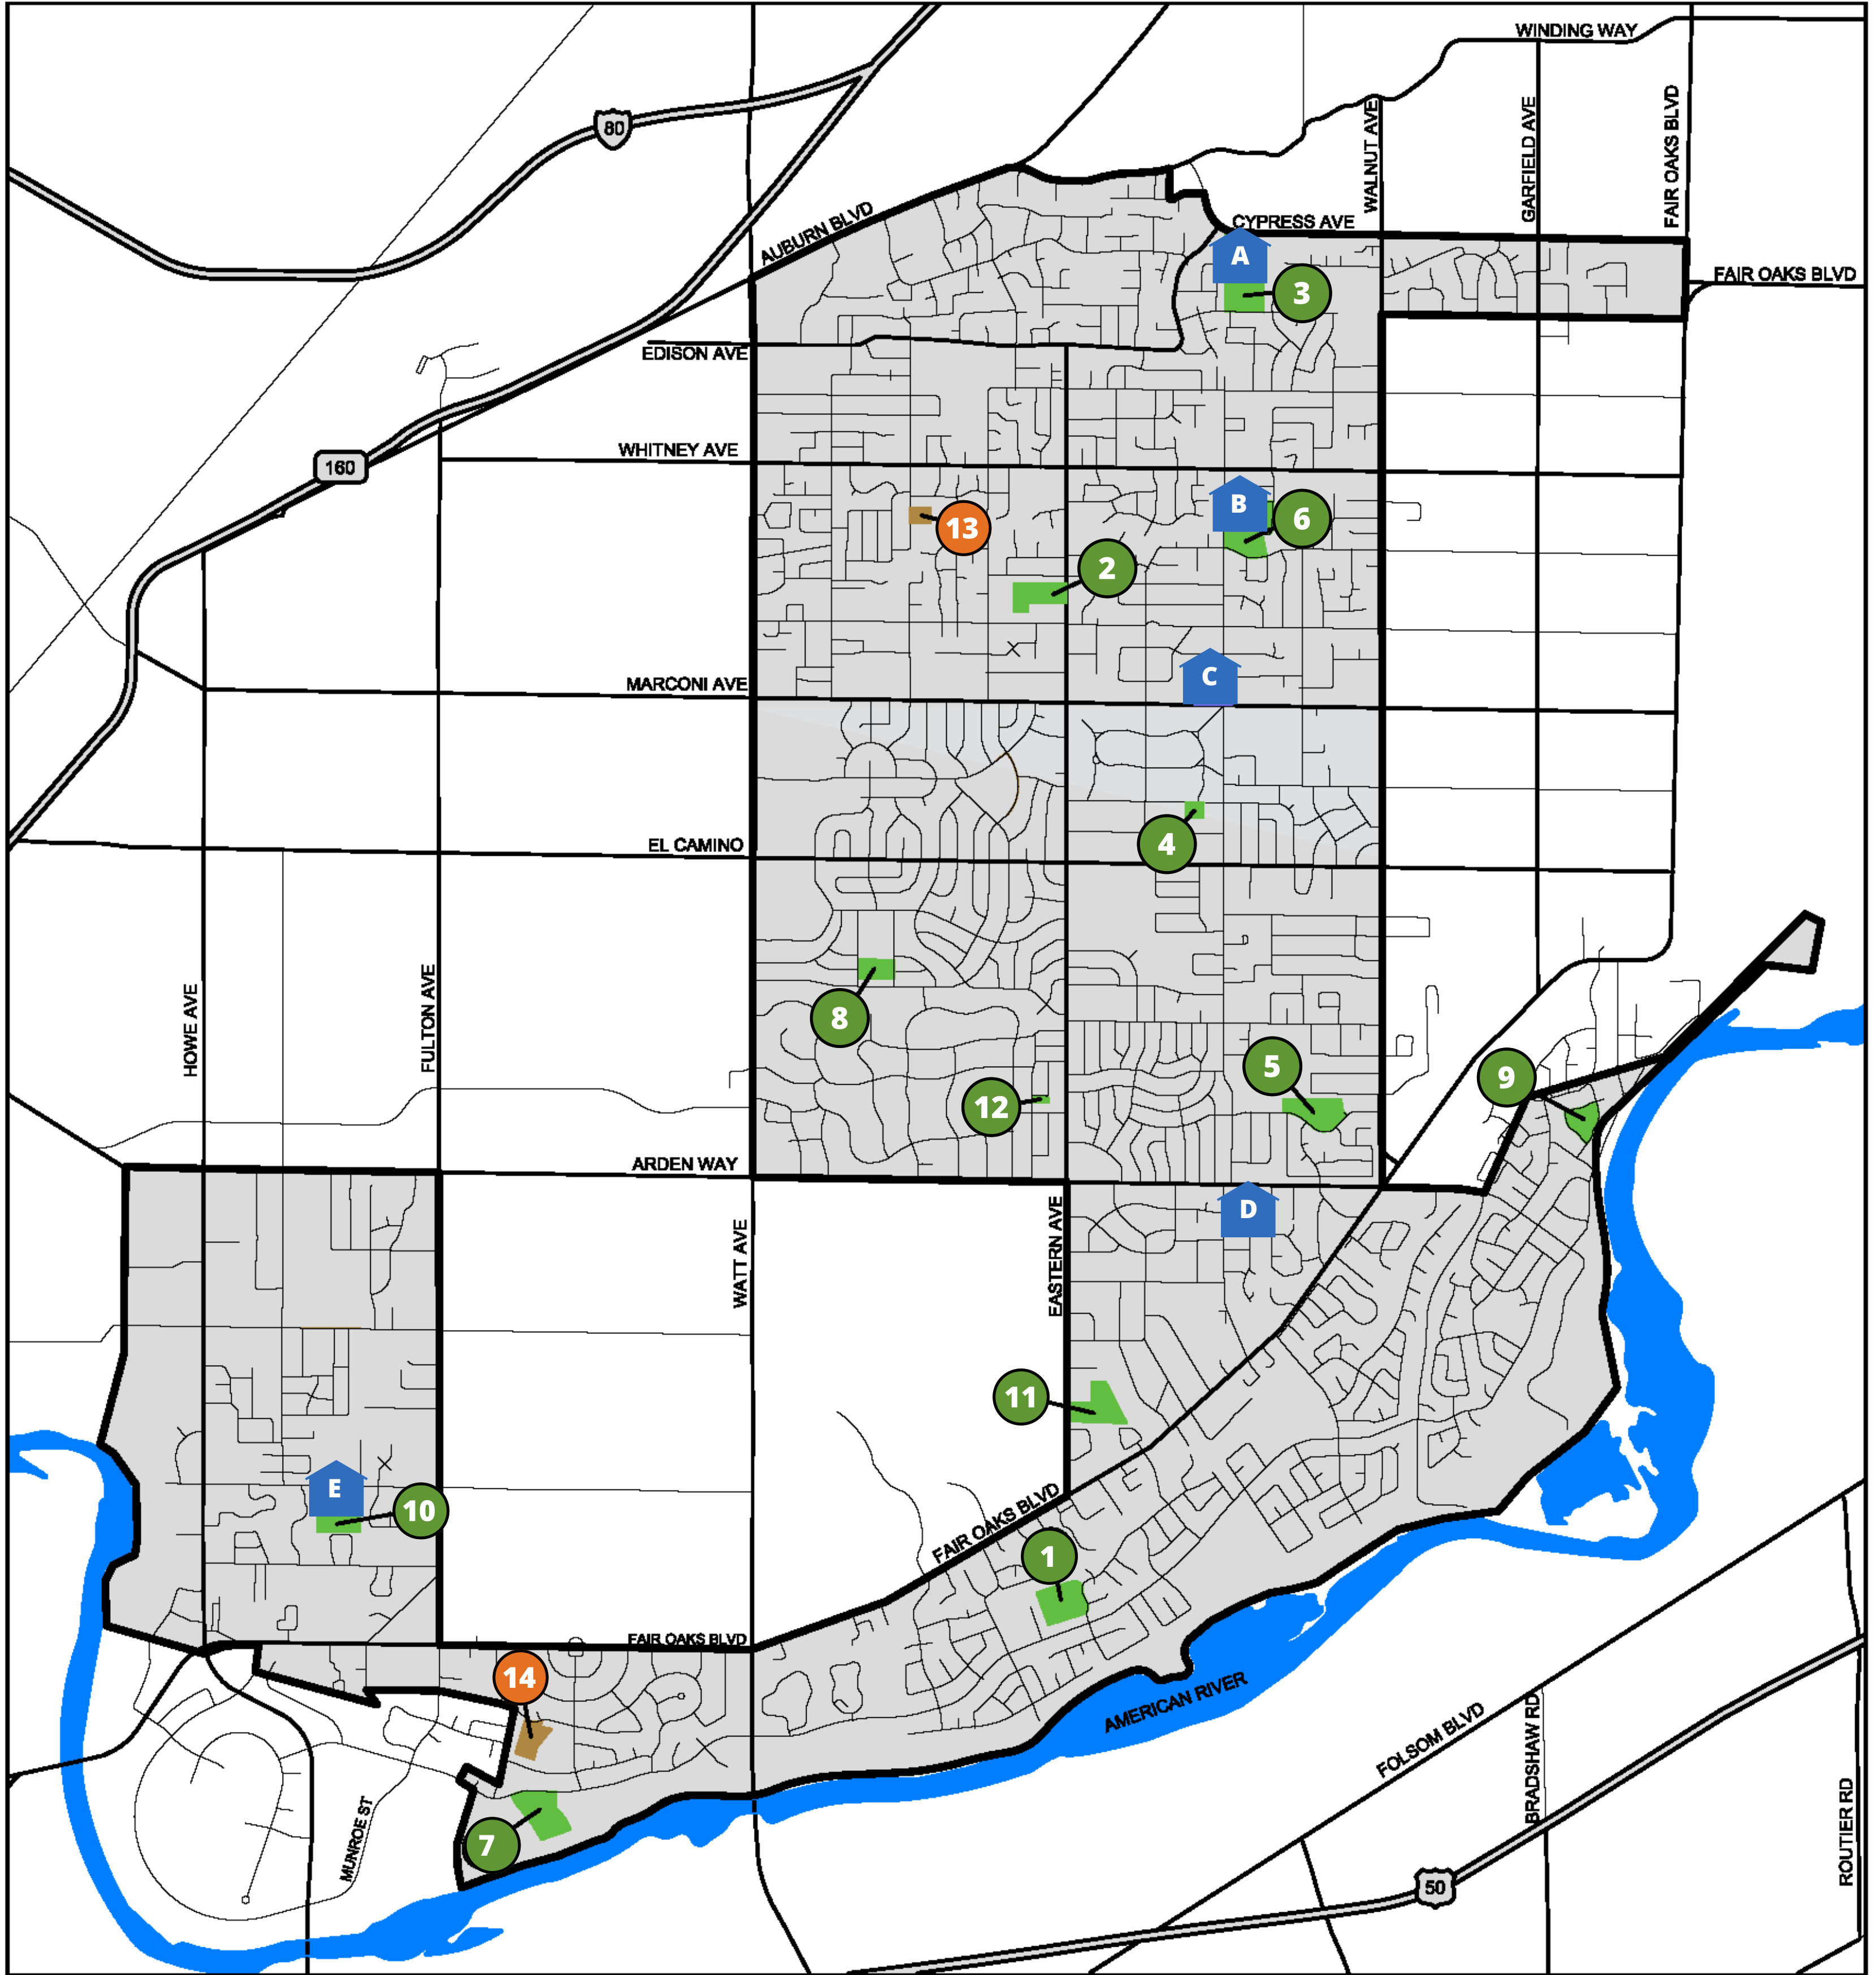 WINDING WAY
80
WALNUT AVE
GARFIELD AVE
FAIR OAKS BLVD
AUBURN BLVD
CYPRESS AVE
A
FAIR OAKS BLVD
3
EDISON AVE
WHITNEY AVE
160
B
6
13
2
C
MARCONI AVE
4
EL CAMINO
8
HOWE AVE
FULTON AVE
5
9
12
ARDEN WAY
D
WATT AVE
EASTERN AVE
11
E
10
FAIR OAKS BLVD
1
FAIR OAKS BLVD
14
AMERICAN RIVER
FOLSOM BLVD
BRADSHAW RD
ROUTIER RD
MUNROE ST
7
50